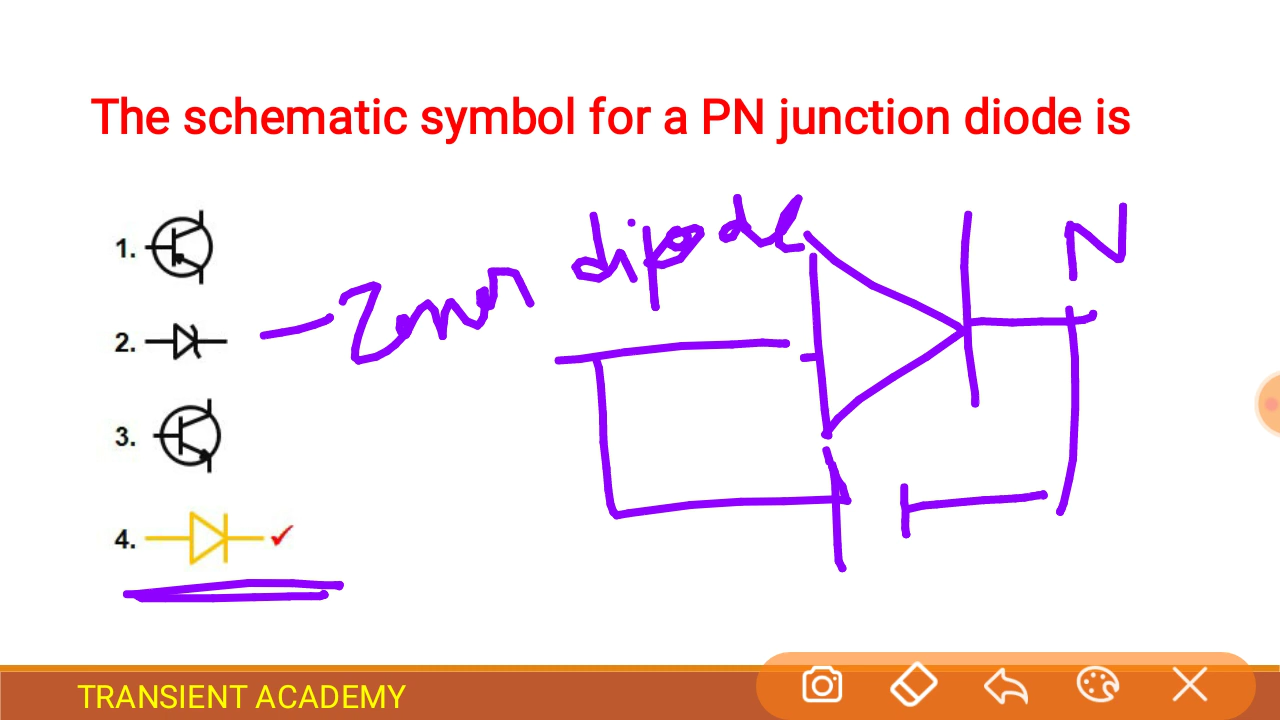 The schematic symbol for a PN junction diode is
1.
2. Zener diode
3.
4.
N
TRANSIENT ACADEMY